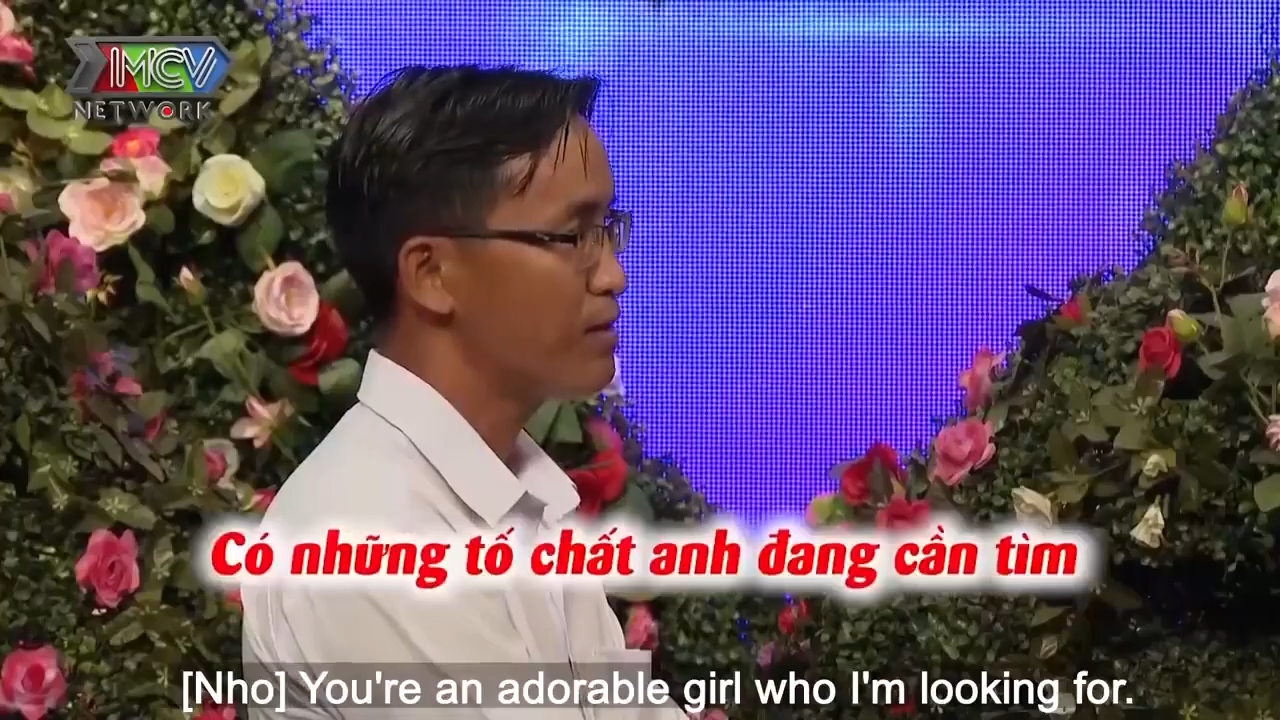 MCV
NETWORK
Có những tố chất anh đang cần tìm
[Nho] You're an adorable girl who I'm looking for.